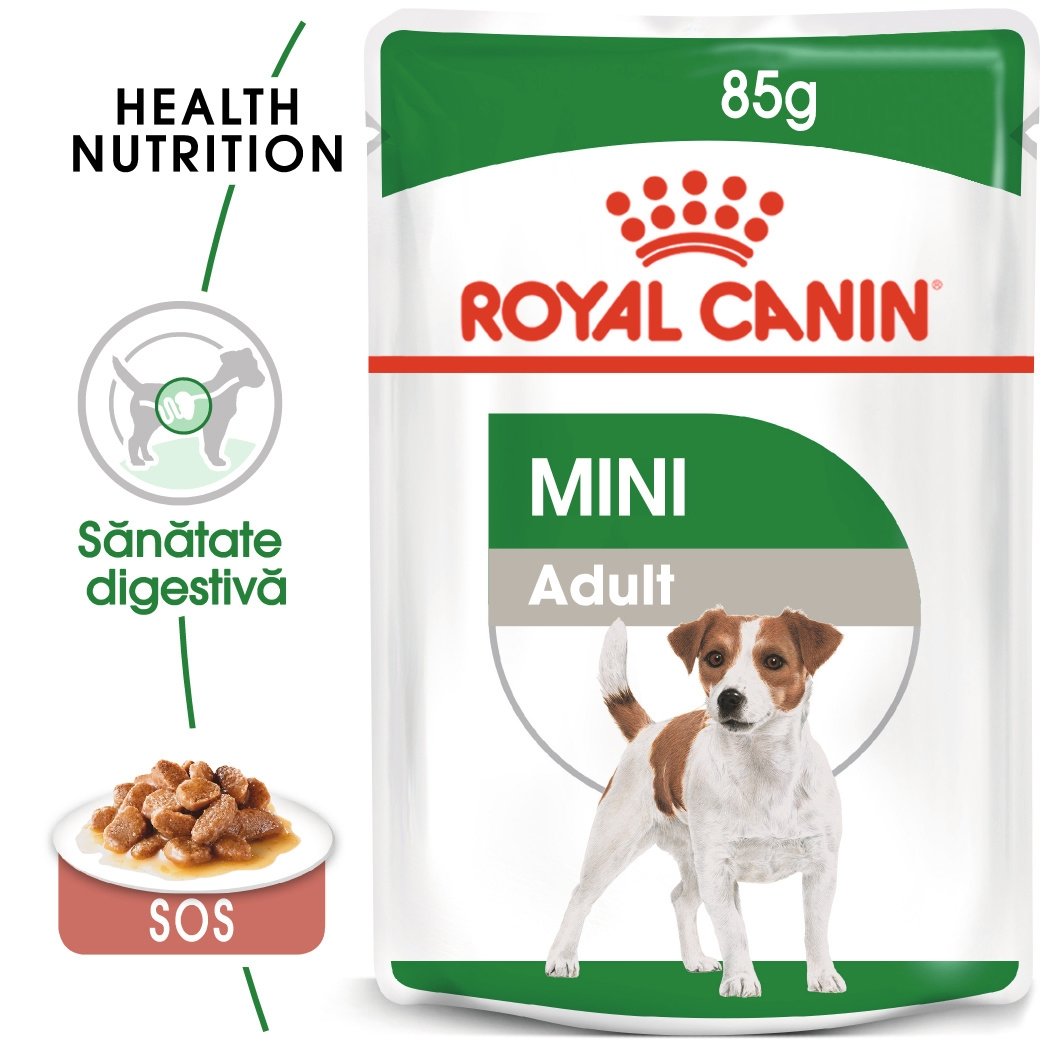 HEALTH
NUTRITION
Sănătate
digestivă
SOS
85g
ROYAL CANIN®
MINI
Adult